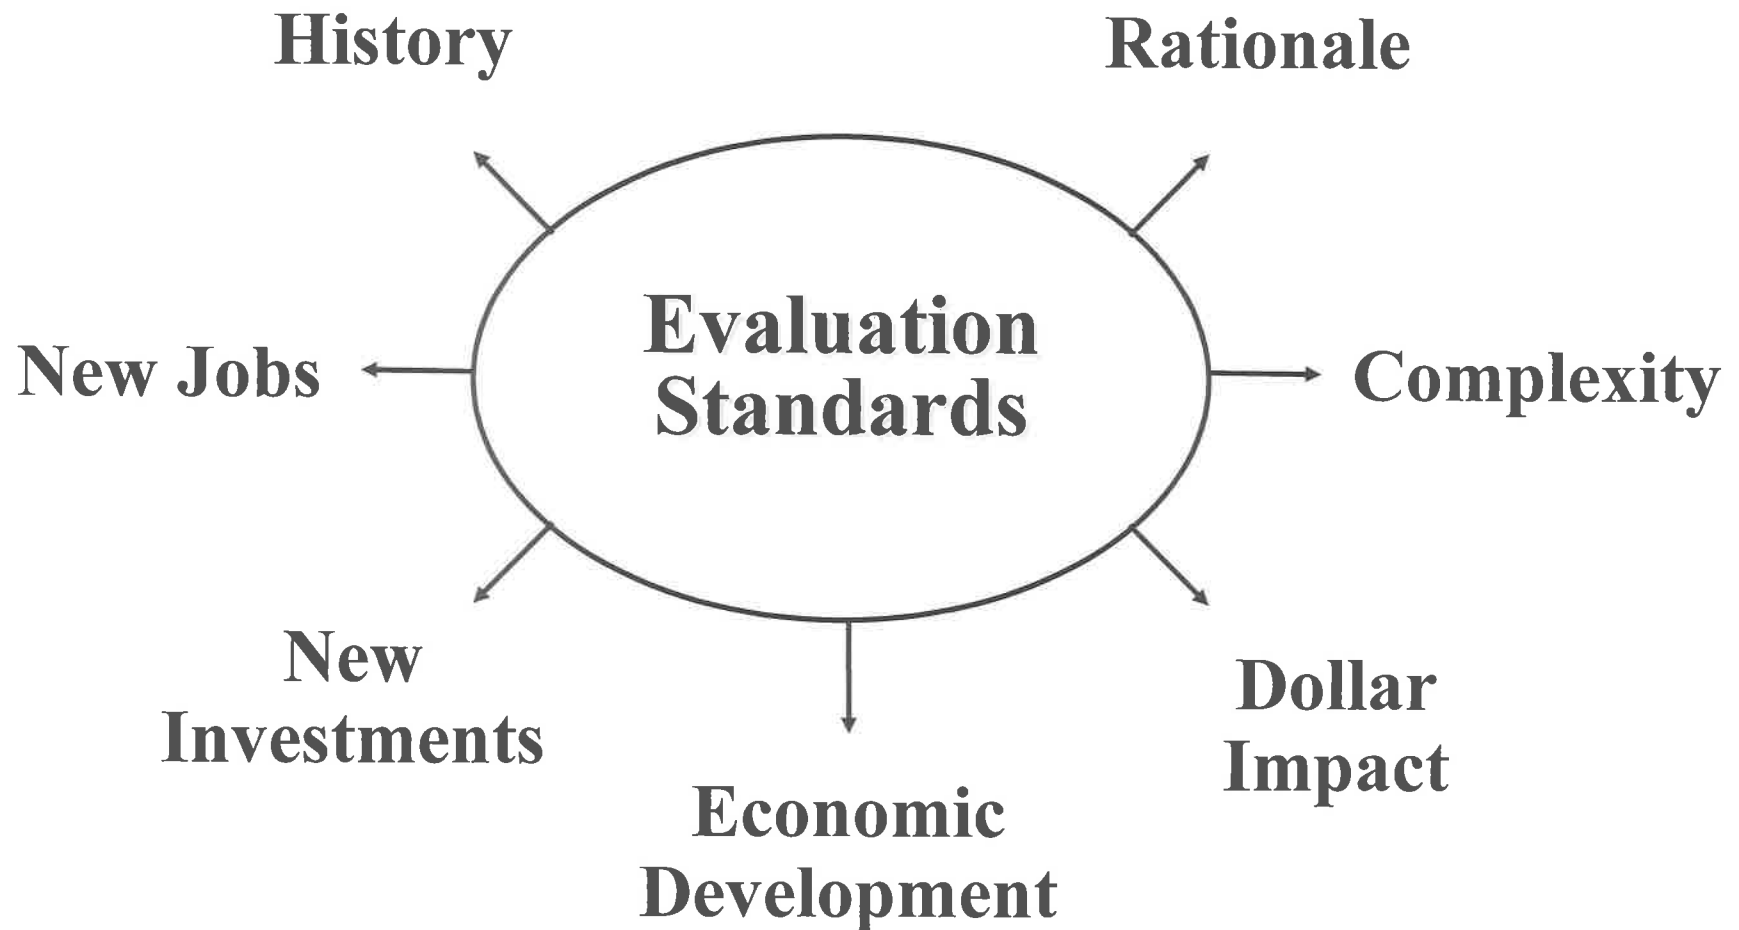 History
Rationale
Evaluation
Standards
New Jobs
Complexity
New
Investments
Dollar
Impact
Economic
Development